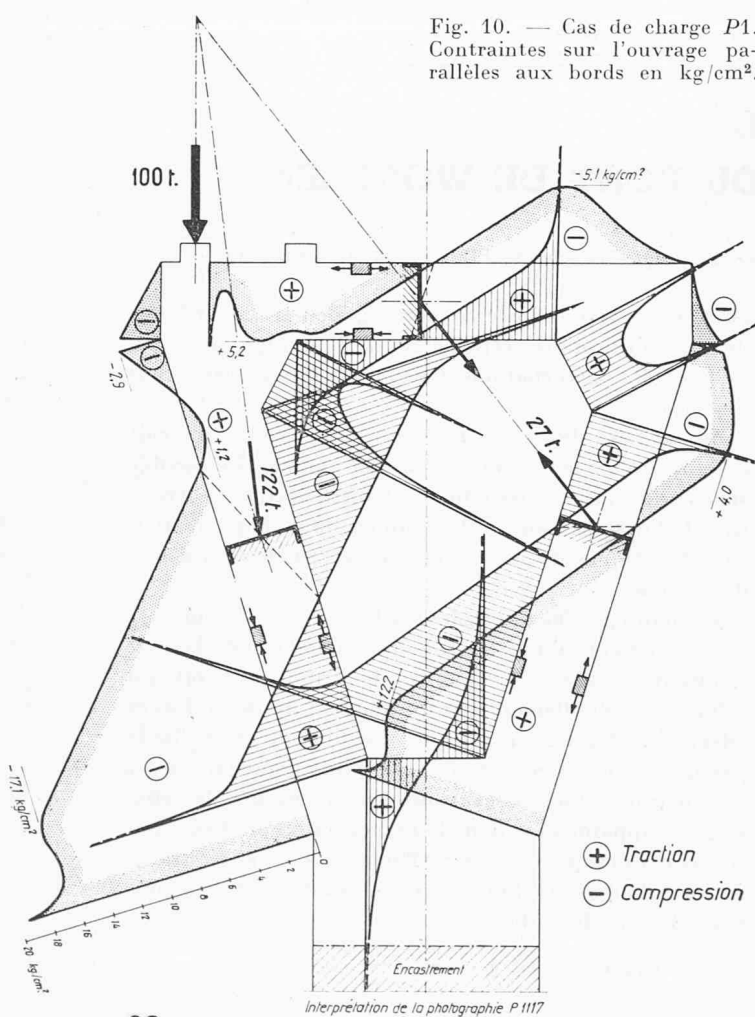 Fig. 10. — Cas de charge P1.
Contraintes sur l'ouvrage pa-
rallèles aux bords en kg/cm².
100 t.
- 5,1 kg/cm²
+ 5,2
- 2,9
+ 1,2
122 t.
27 t.
+ 4,0
+ 12,2
- 17,1 kg/cm²
0
2
4
6
8
10
12
14
16
18
20 kg/cm²
+ Traction
- Compression
Encastrement
Interprétation de la photographie P 1117